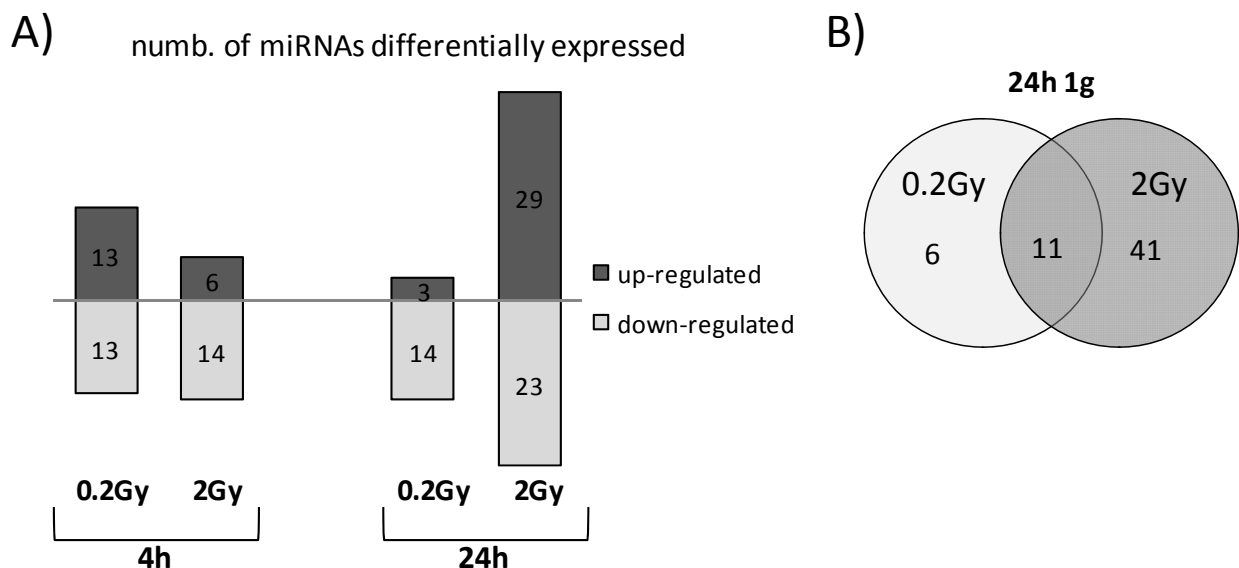 A)
numb. of miRNAs differentially expressed
13
13
6
14
3
14
29
23
up-regulated
down-regulated
0.2Gy
2Gy
0.2Gy
2Gy
4h
24h
B)
24h 1g
0.2Gy
2Gy
6
11
41